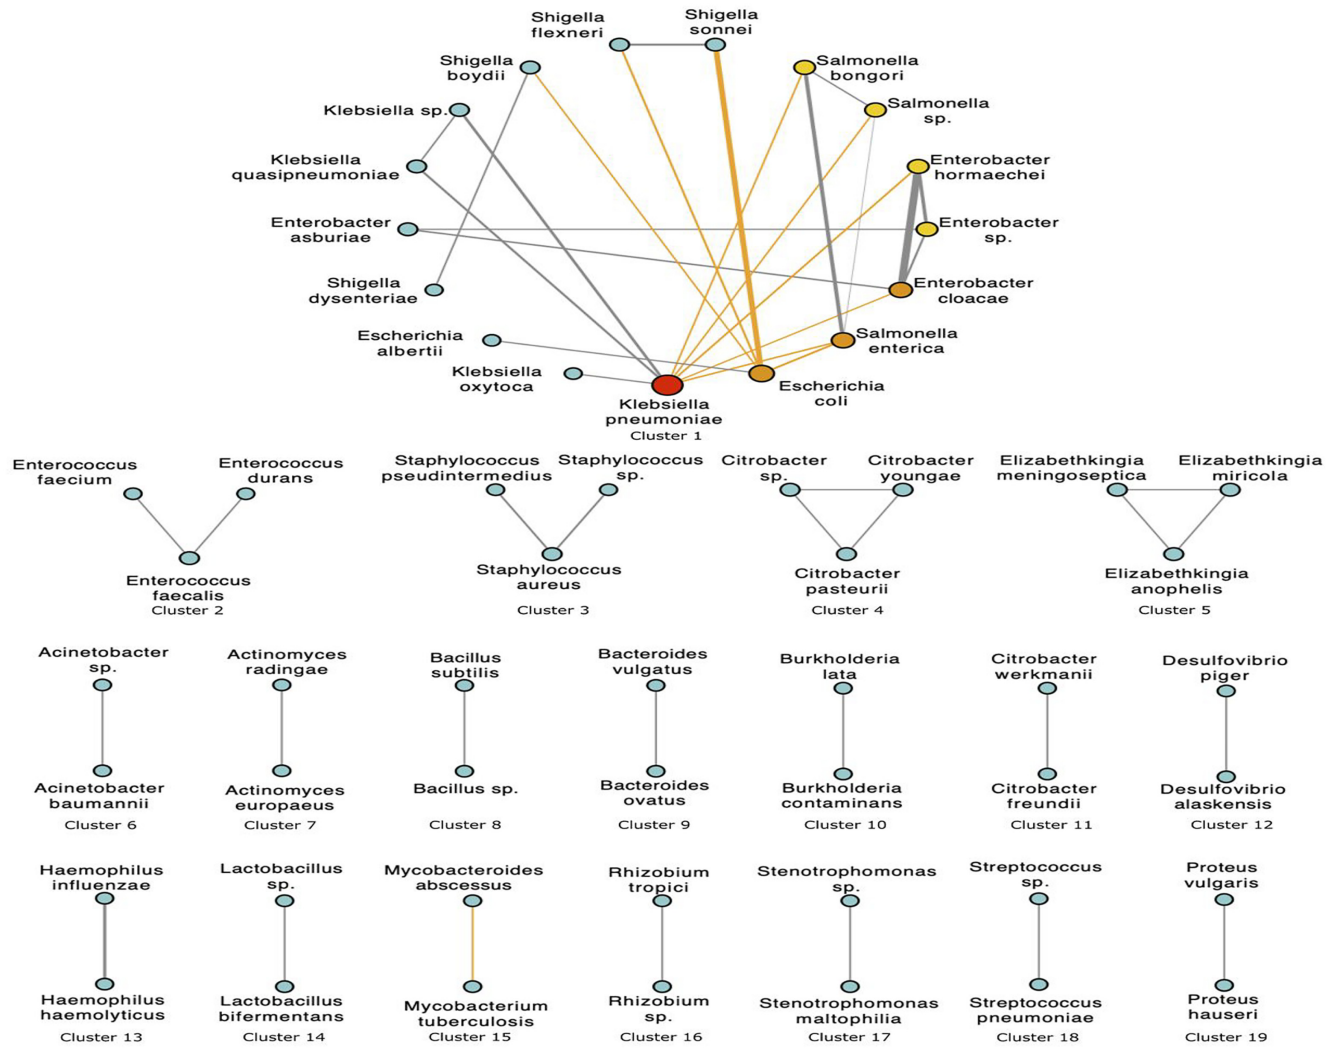 Shigella
flexneri
Shigella
sonnei
Shigella
boydii
Salmonella
bongori
Klebsiella sp.
Salmonella
sp.
Klebsiella
quasipneumoniae
Enterobacter
hormaechei
Enterobacter
asburiae
Enterobacter
sp.
Shigella
dysenteriae
Enterobacter
cloacae
Escherichia
albertii
Salmonella
enterica
Klebsiella
oxytoca
Escherichia
coli
Klebsiella
pneumoniae
Cluster 1
Enterococcus
faecium
Enterococcus
durans
Enterococcus
faecalis
Cluster 2
Staphylococcus
pseudintermedius
Staphylococcus
sp.
Staphylococcus
aureus
Cluster 3
Citrobacter
sp.
Citrobacter
youngae
Citrobacter
pasteurii
Cluster 4
Elizabethkingia
meningoseptica
Elizabethkingia
miricola
Elizabethkingia
anophelis
Cluster 5
Acinetobacter
sp.
Acinetobacter
baumannii
Cluster 6
Actinomyces
radingae
Actinomyces
europaeus
Cluster 7
Bacillus
subtilis
Bacillus sp.
Cluster 8
Bacteroides
vulgatus
Bacteroides
ovatus
Cluster 9
Burkholderia
lata
Burkholderia
contaminans
Cluster 10
Citrobacter
werkmanii
Citrobacter
freundii
Cluster 11
Desulfovibrio
piger
Desulfovibrio
alaskensis
Cluster 12
Haemophilus
influenzae
Haemophilus
haemolyticus
Cluster 13
Lactobacillus
sp.
Lactobacillus
bifermentans
Cluster 14
Mycobacteroides
abscessus
Mycobacterium
tuberculosis
Cluster 15
Rhizobium
tropici
Rhizobium
sp.
Cluster 16
Stenotrophomonas
sp.
Stenotrophomonas
maltophilia
Cluster 17
Streptococcus
sp.
Streptococcus
pneumoniae
Cluster 18
Proteus
vulgaris
Proteus
hauseri
Cluster 19